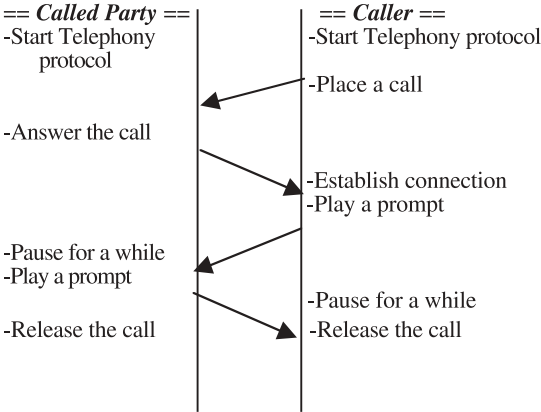 == Called Party ==
-Start Telephony
protocol
-Answer the call
-Pause for a while
-Play a prompt
-Release the call
== Caller ==
-Start Telephony protocol
-Place a call
-Establish connection
-Play a prompt
-Pause for a while
-Release the call